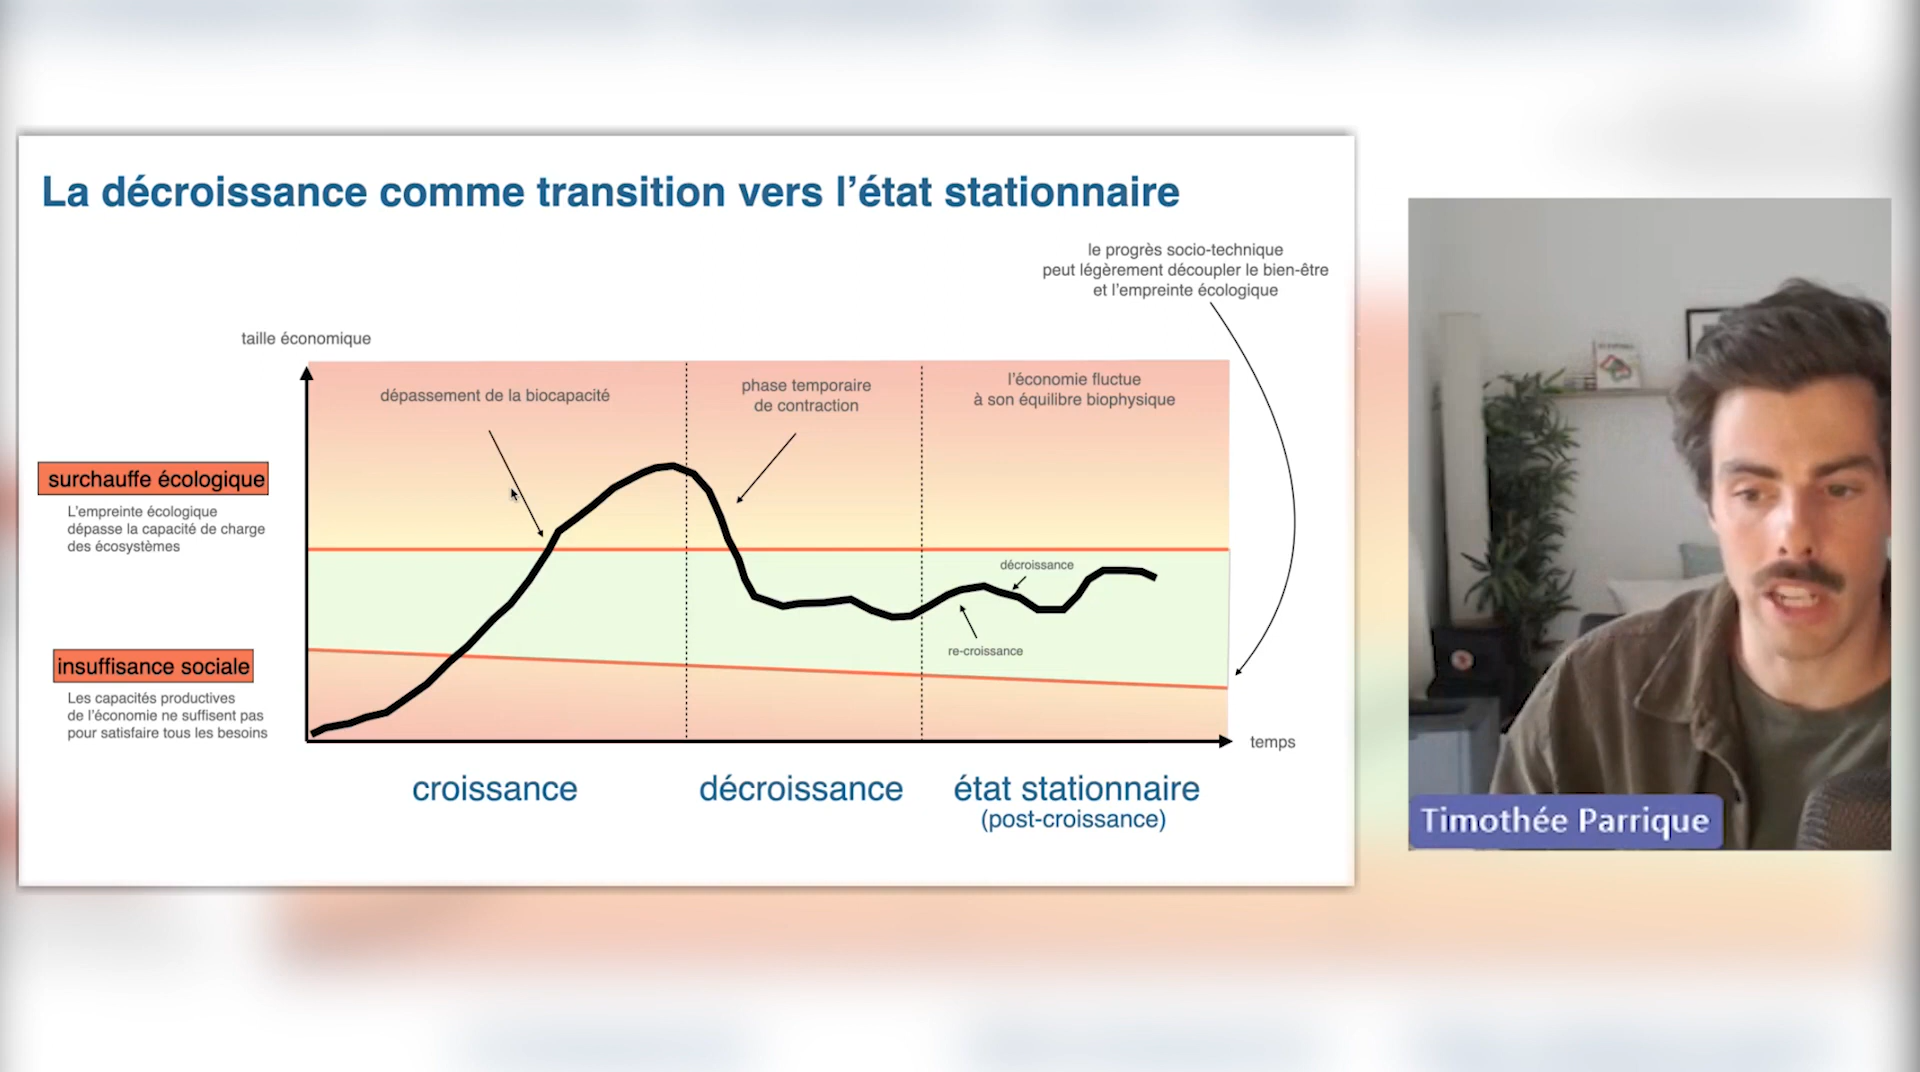 La décroissance comme transition vers l'état stationnaire
le progrès socio-technique
peut légèrement découpler le bien-être
et l'empreinte écologique
taille économique
dépassement de la biocapacité
phase temporaire
de contraction
l'économie fluctue
à son équilibre biophysique
surchauffe écologique
L'empreinte écologique
dépasse la capacité de charge
des écosystèmes
décroissance
re-croissance
insuffisance sociale
Les capacités productives
de l'économie ne suffisent pas
pour satisfaire tous les besoins
temps
croissance
décroissance
état stationnaire
(post-croissance)
Timothée Parrique